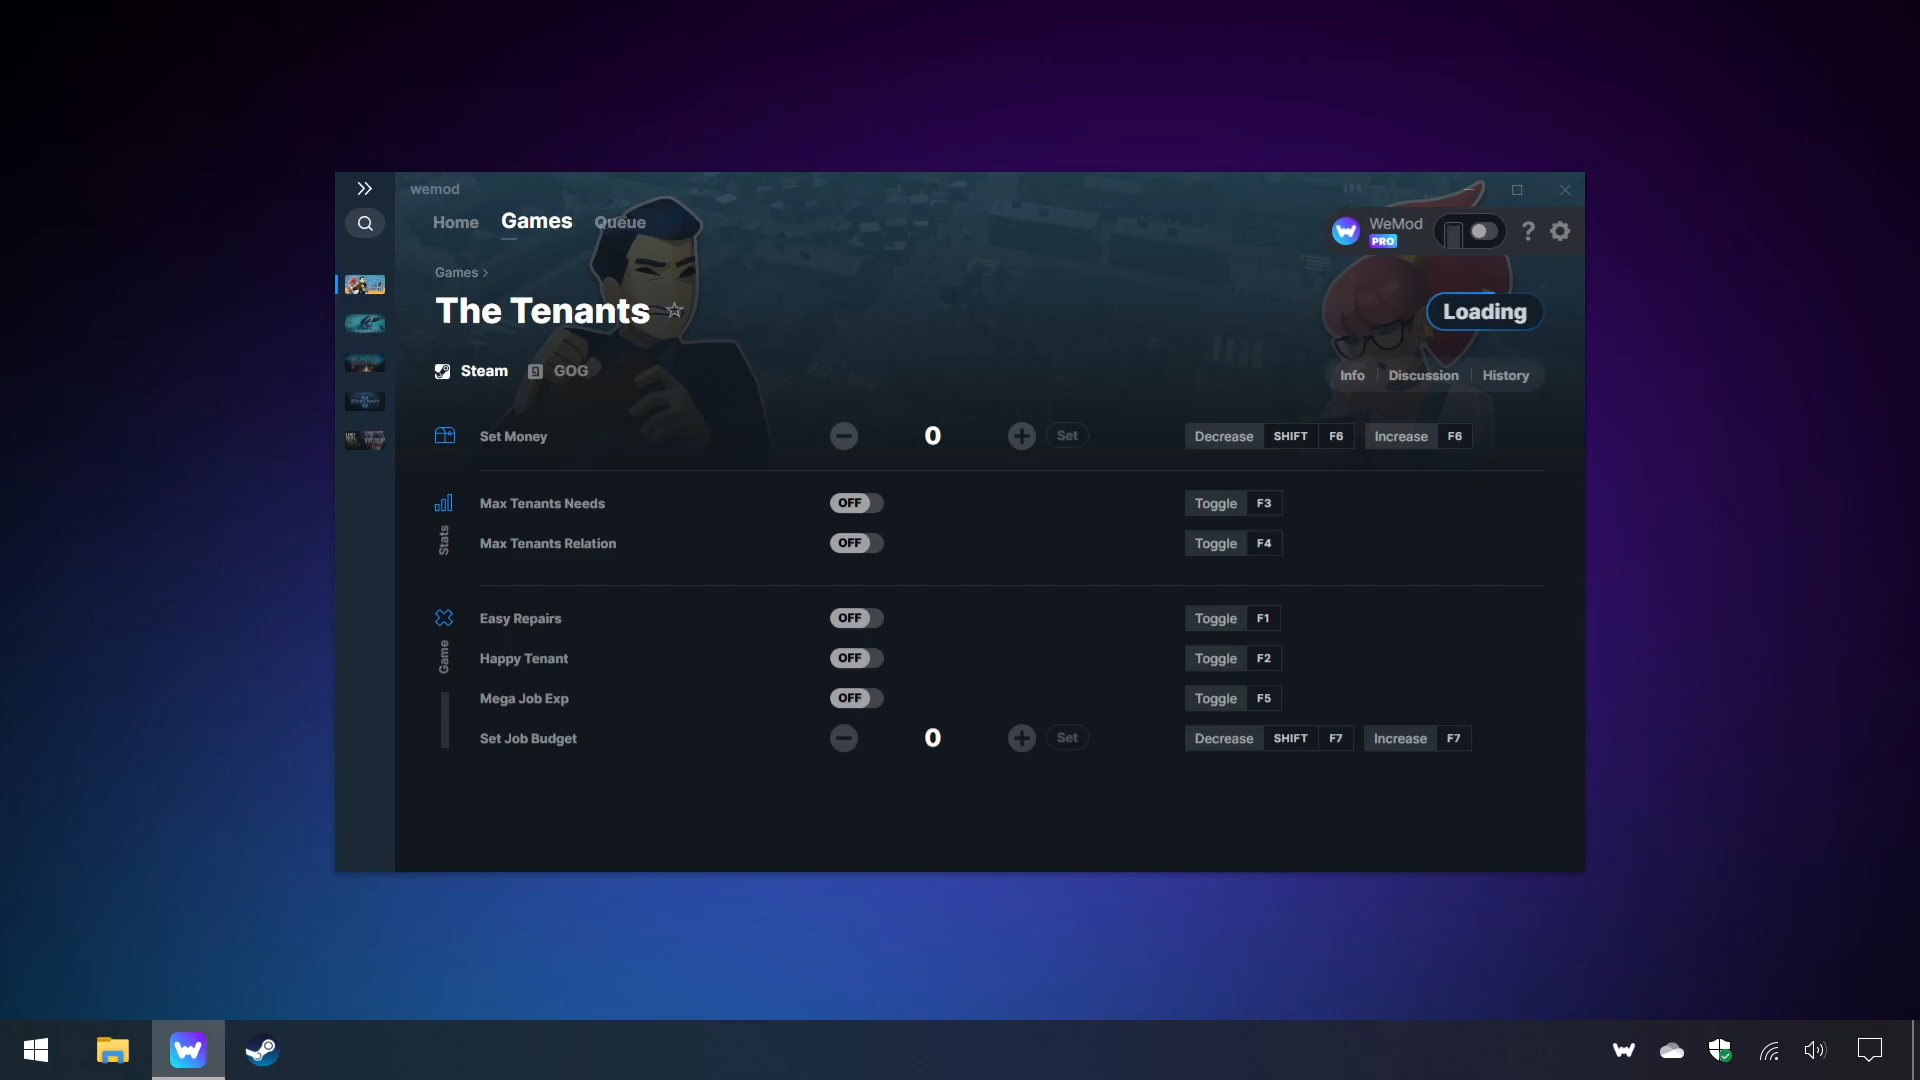 wemod
Home Games Queue
WeMod
PRO
?
Games ›
The Tenants
Loading
Steam GOG
Info Discussion History
Set Money 0 Set Decrease SHIFT F6 Increase F6
Stats
Max Tenants Needs OFF Toggle F3
Max Tenants Relation OFF Toggle F4
Game
Easy Repairs OFF Toggle F1
Happy Tenant OFF Toggle F2
Mega Job Exp OFF Toggle F5
Set Job Budget 0 Set Decrease SHIFT F7 Increase F7